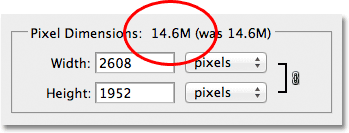 Pixel Dimensions: 14.6M (was 14.6M)
Width: 2608 pixels
Height: 1952 pixels